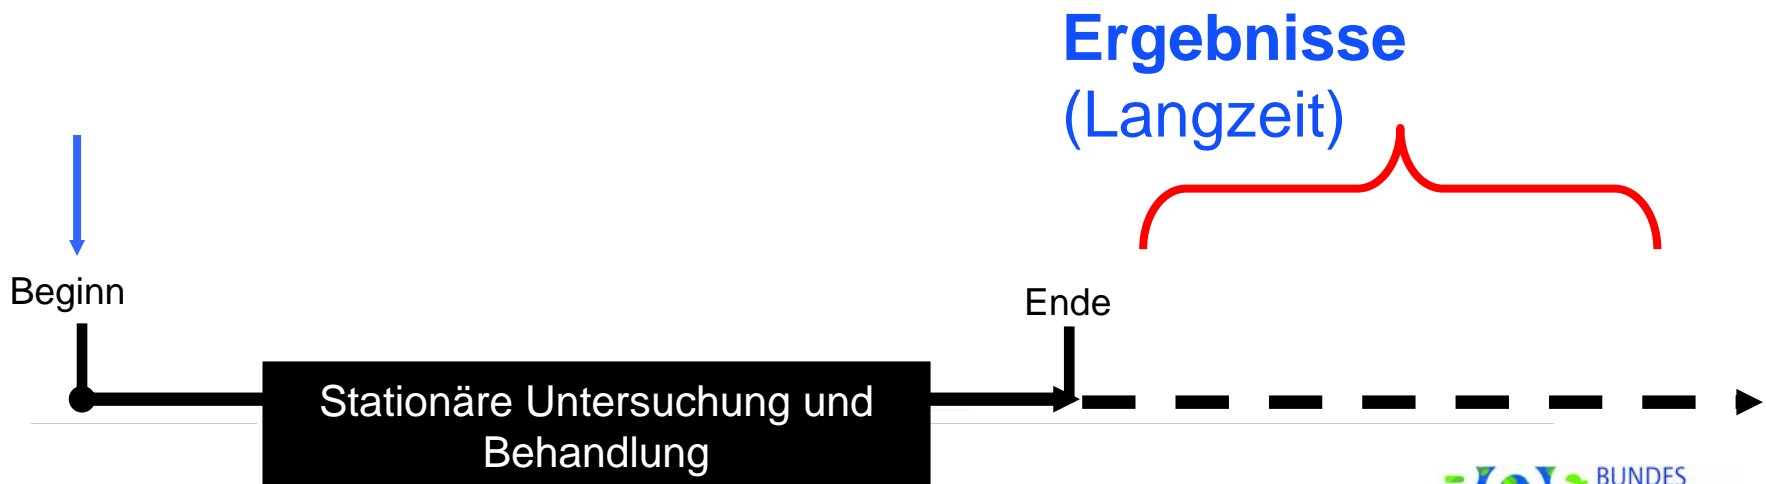 Ergebnisse
(Langzeit)
Beginn
Ende
Stationäre Untersuchung und
Behandlung
BUNDES